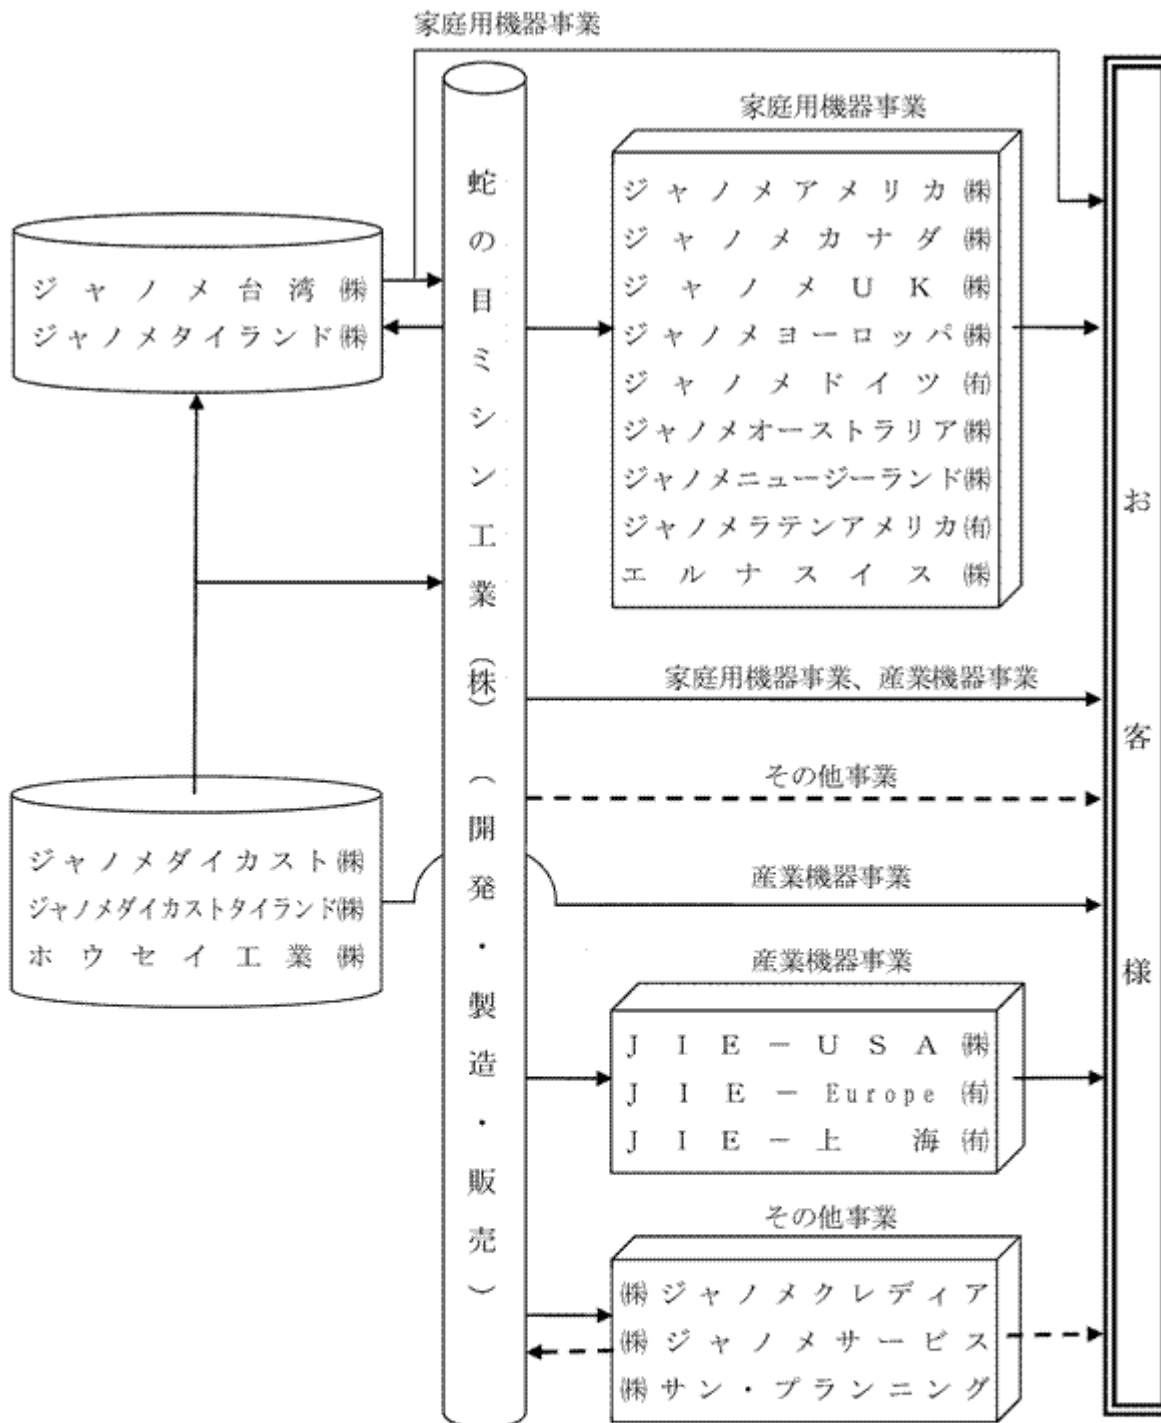 家庭用機器事業
ジャノメ台湾㈱
ジャノメタイランド㈱
ジャノメダイカスト㈱
ジャノメダイカストタイランド㈱
ホウセイ工業㈱
蛇の目ミシン工業(株)(開発・製造・販売)
家庭用機器事業
ジャノメアメリカ㈱
ジャノメカナダ㈱
ジャノメUK㈱
ジャノメヨーロッパ㈱
ジャノメドイツ㈲
ジャノメオーストラリア㈱
ジャノメニュージーランド㈱
ジャノメラテンアメリカ㈲
エルナスイス㈱
家庭用機器事業、産業機器事業
その他事業
産業機器事業
産業機器事業
JIE-USA㈱
JIE-Europe㈲
JIE-上海㈲
その他事業
㈱ジャノメクレディア
㈱ジャノメサービス
㈱サン・プランニング
お客様